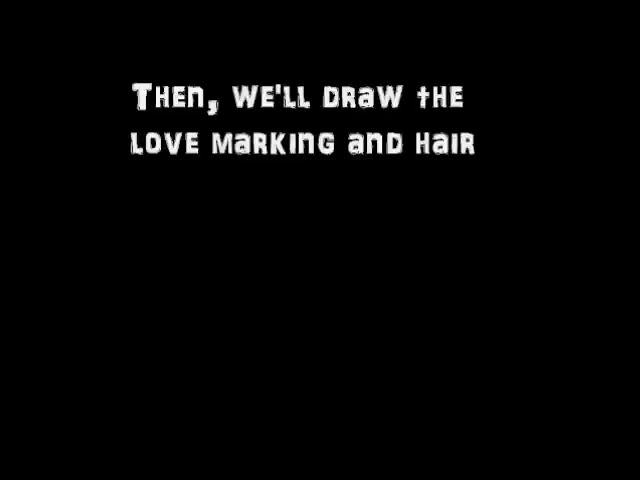 Then, we'll draw the
love marking and hair